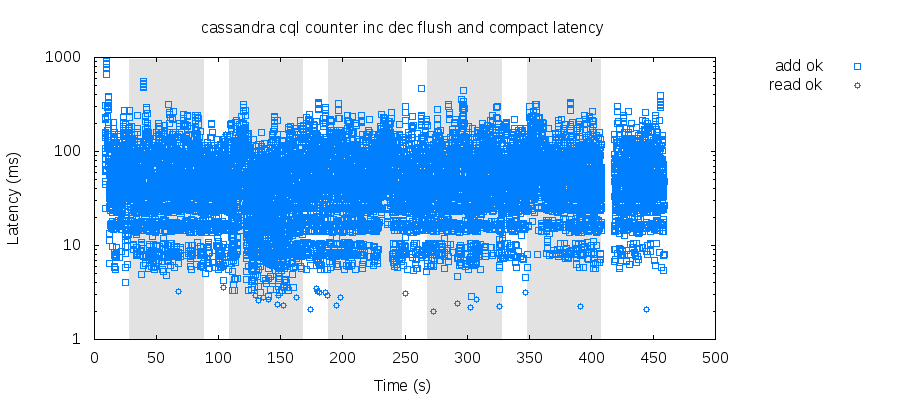 cassandra cql counter inc dec flush and compact latency
add ok
read ok
Latency (ms)
1000
100
10
1
0 50 100 150 200 250 300 350 400 450 500
Time (s)